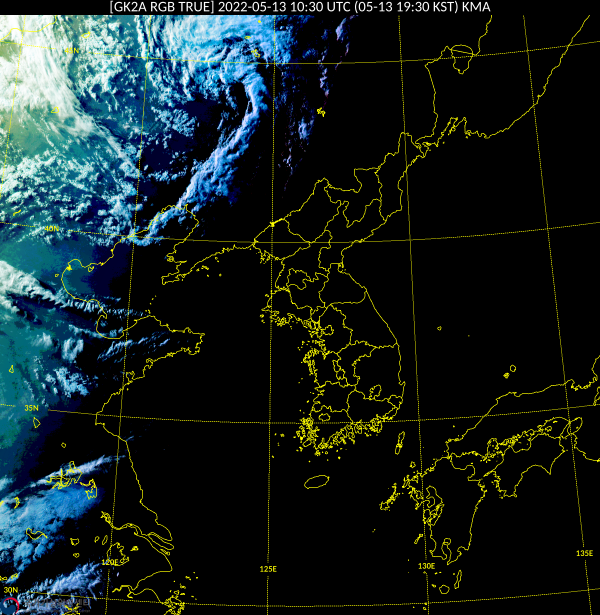 [GK2A RGB TRUE] 2022-05-13 10:30 UTC (05-13 19:30 KST) KMA
40N
35N
120E
125E
130E
135E
30N